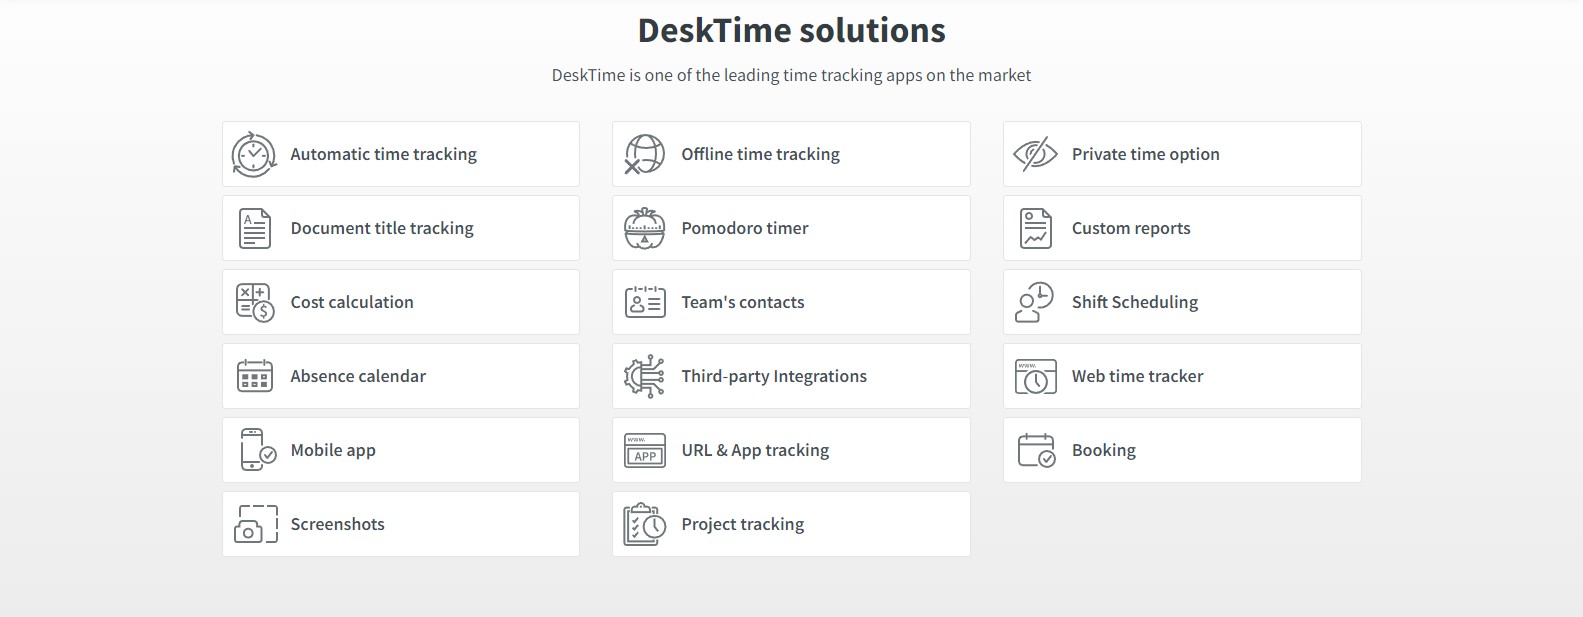 DeskTime solutions
DeskTime is one of the leading time tracking apps on the market
Automatic time tracking
Offline time tracking
Private time option
A
Document title tracking
Pomodoro timer
Custom reports
$
Cost calculation
Team's contacts
Shift Scheduling
Absence calendar
Third-party Integrations
www.
Web time tracker
Mobile app
www.
APP
URL & App tracking
Booking
Screenshots
Project tracking